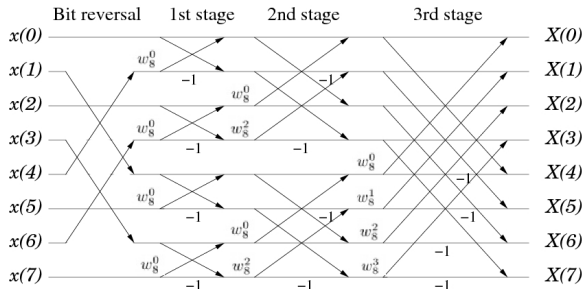 Bit reversal 1st stage 2nd stage 3rd stage
x(0) X(0)
w_8^0
x(1) -1 -1 X(1)
w_8^0
x(2) X(2)
w_8^0 w_8^2
x(3) -1 -1 X(3)
w_8^0
x(4) -1 X(4)
w_8^0 w_8^1
x(5) -1 -1 -1 X(5)
w_8^0 w_8^2
x(6) -1 X(6)
w_8^0 w_8^2 w_8^3
x(7) -1 -1 -1 X(7)